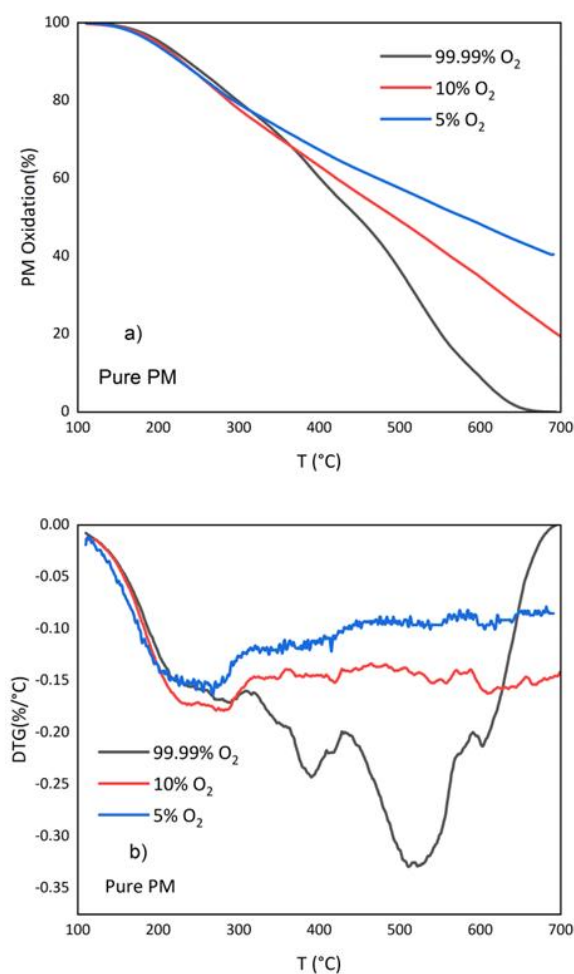 100
80
60
40
20
0
PM Oxidation(%)
99.99% O₂
10% O₂
5% O₂
a)
Pure PM
100 200 300 400 500 600 700
T (°C)
0.00
-0.05
-0.10
-0.15
-0.20
-0.25
-0.30
-0.35
DTG(%/°C)
99.99% O₂
10% O₂
5% O₂
b)
Pure PM
100 200 300 400 500 600 700
T (°C)